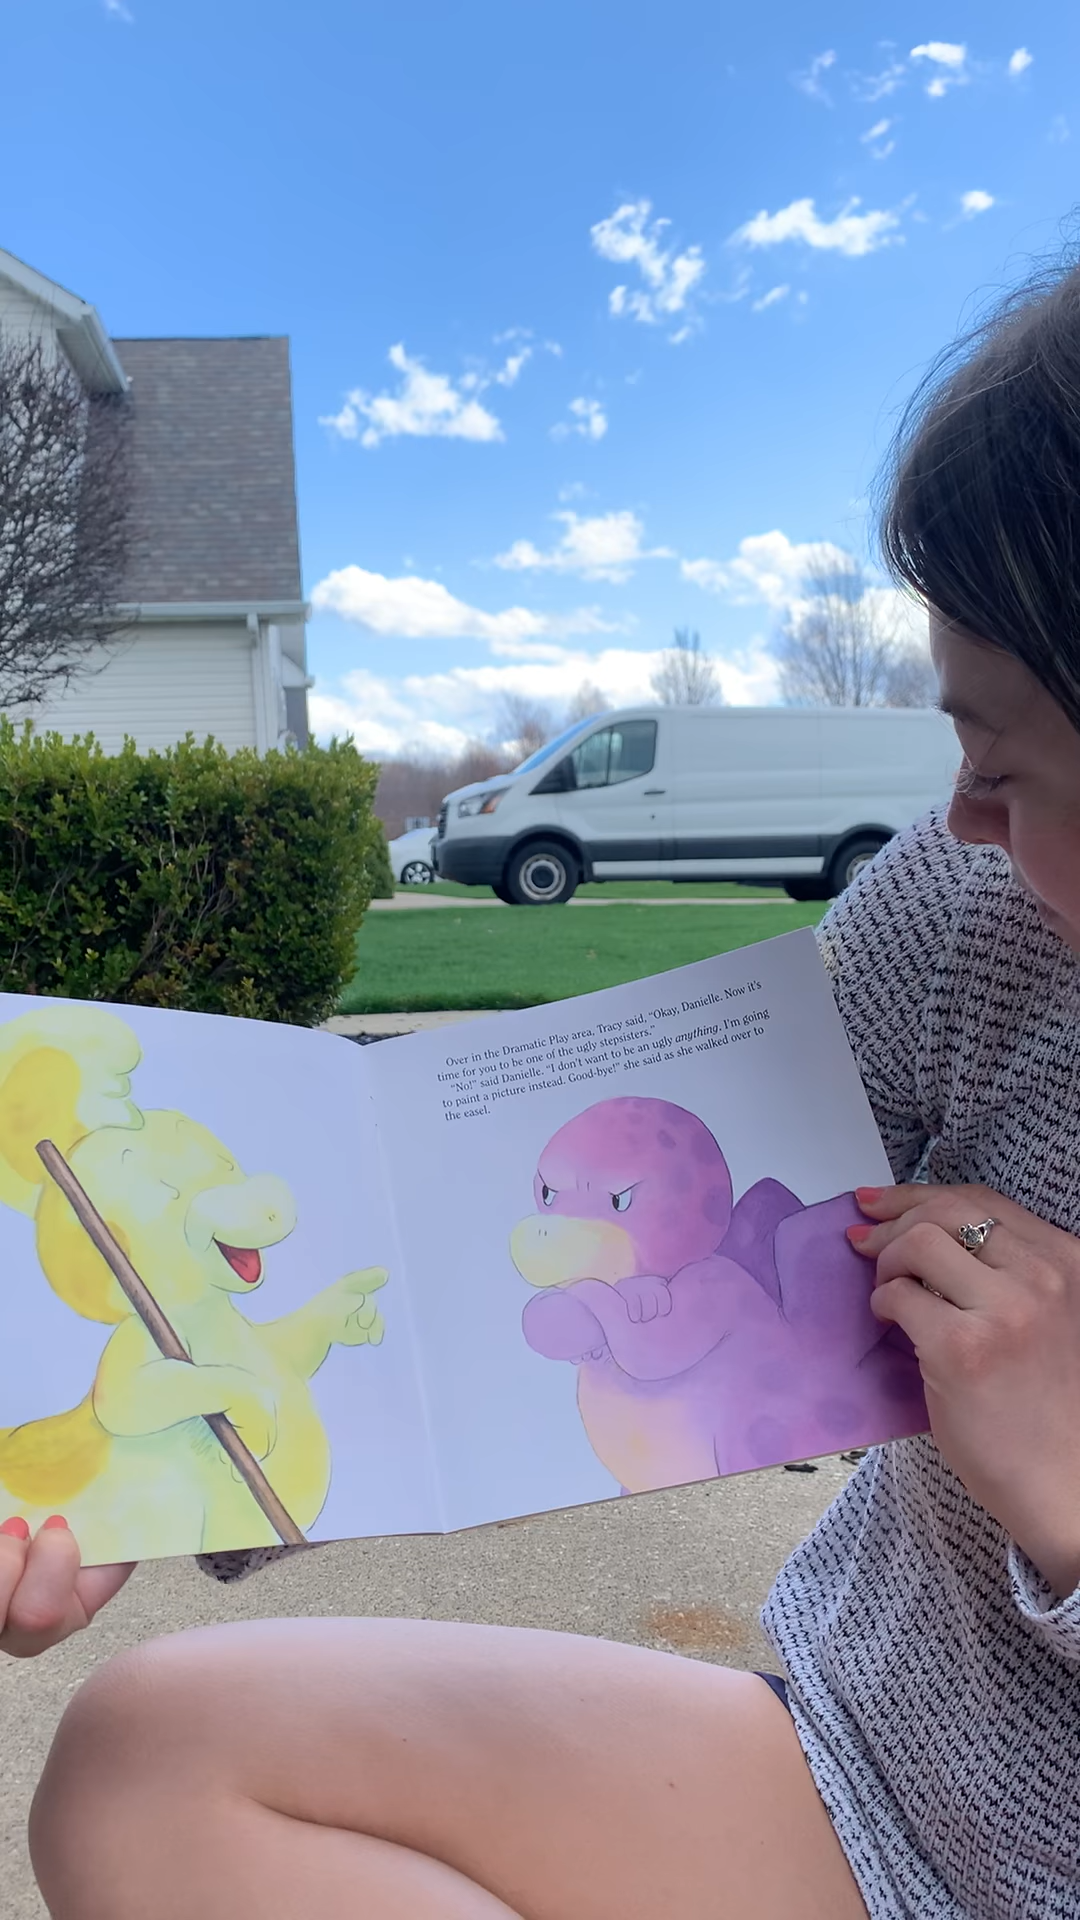 Over in the Dramatic Play area, Tracy said, “Okay, Danielle. Now it's
time for you to be one of the ugly stepsisters.”
“No!” said Danielle. “I don't want to be an ugly anything. I'm going
to paint a picture instead. Good-bye!” she said as she walked over to
the easel.